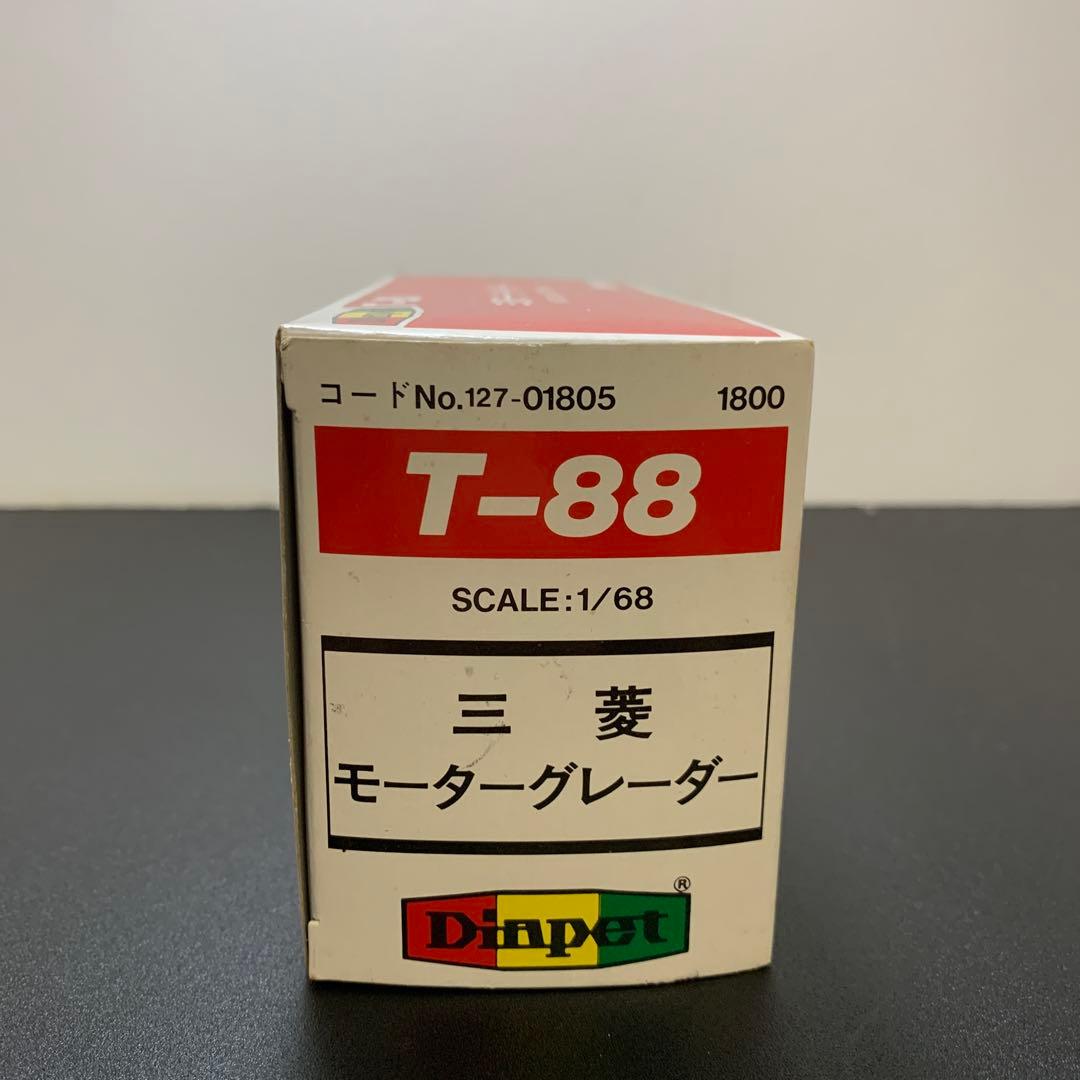 コードNo.127-01805 1800
T-88
SCALE:1/68
三菱
モーターグレーダー
Diapet ®